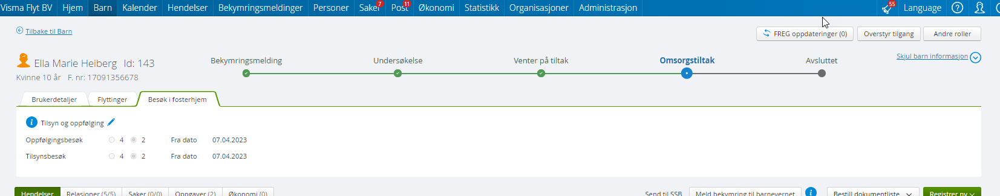 Visma Flyt BV Hjem Barn Kalender Hendelser Bekymringsmeldinger Personer Saker 7 Post 11 Økonomi Statistikk Organisasjoner Administrasjon 55 Language ?
Tilbake til Barn FREG oppdateringer (0) Overstyr tilgang Andre roller
Ella Marie Heiberg Id: 143 Bekymringsmelding Undersøkelse Venter på tiltak Omsorgstiltak Avsluttet Skjul barn informasjon
Kvinne 10 år F. nr: 17091356678
Brukerdetaljer Flyttinger Besøk i fosterhjem
i Tilsyn og oppfølging
Oppfølgingsbesøk 4 2 Fra dato 07.04.2023
Tilsynsbesøk 4 2 Fra dato 07.04.2023
Hendelser Relasjoner (5/5) Saker (0/0) Oppgaver (2) Økonomi (0) Send til SSB Meld bekymring til barnevernet i Bestill dokumentliste Registrer ny